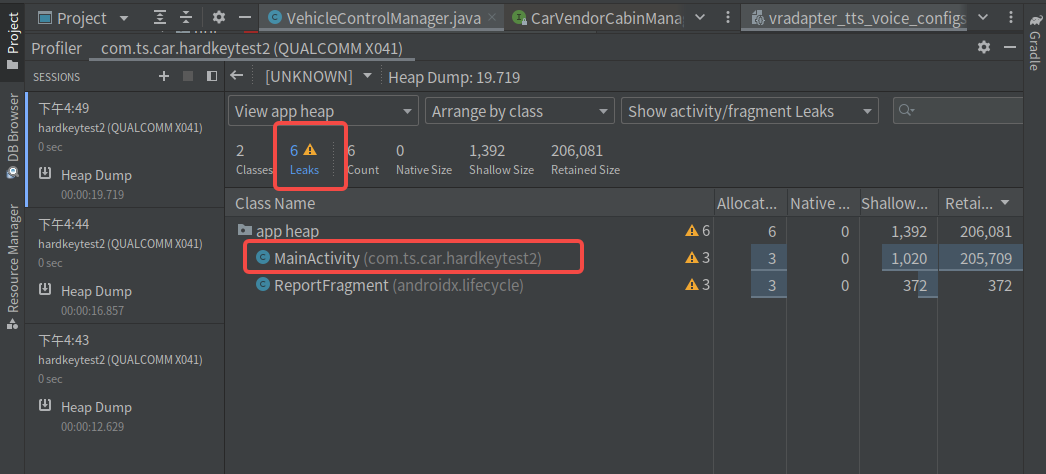 Project
VehicleControlManager.java
CarVendorCabinMana
vradapter_tts_voice_configs
Project
DB Browser
Resource Manager
Gradle
Profiler
com.ts.car.hardkeytest2 (QUALCOMM X041)
SESSIONS
[UNKNOWN]
Heap Dump: 19.719
下午4:49
hardkeytest2 (QUALCOMM X041)
0 sec
Heap Dump
00:00:19.719
下午4:44
hardkeytest2 (QUALCOMM X041)
0 sec
Heap Dump
00:00:16.857
下午4:43
hardkeytest2 (QUALCOMM X041)
0 sec
Heap Dump
00:00:12.629
View app heap
Arrange by class
Show activity/fragment Leaks
2 6 6 0 1,392 206,081
Classes Leaks Count Native Size Shallow Size Retained Size
Class Name Allocat... Native ... Shallow... Retai...
app heap 6 6 0 1,392 206,081
MainActivity (com.ts.car.hardkeytest2) 3 3 0 1,020 205,709
ReportFragment (androidx.lifecycle) 3 3 0 372 372